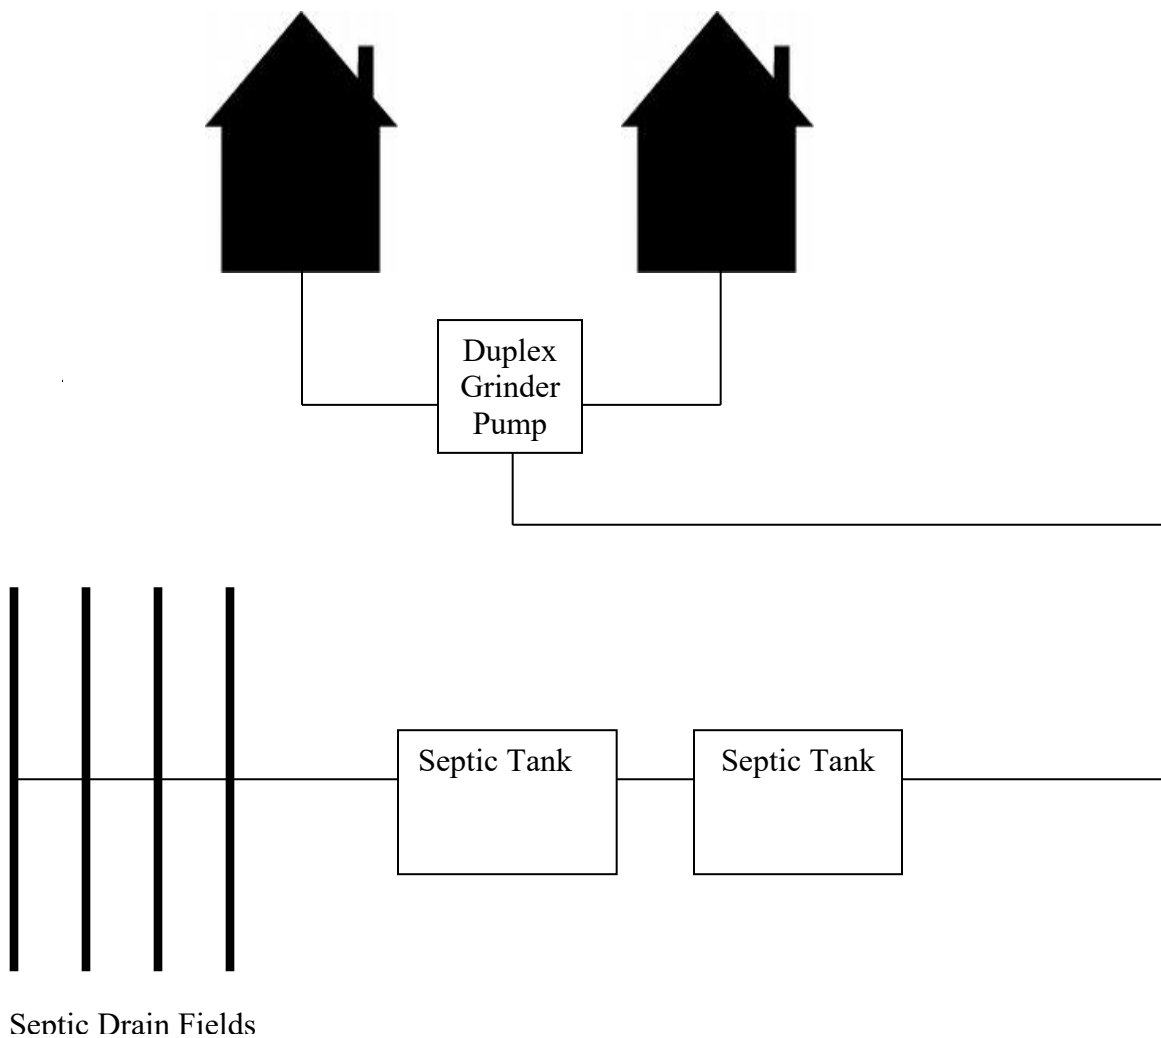 Duplex
Grinder
Pump
Septic Tank
Septic Tank
Septic Drain Fields